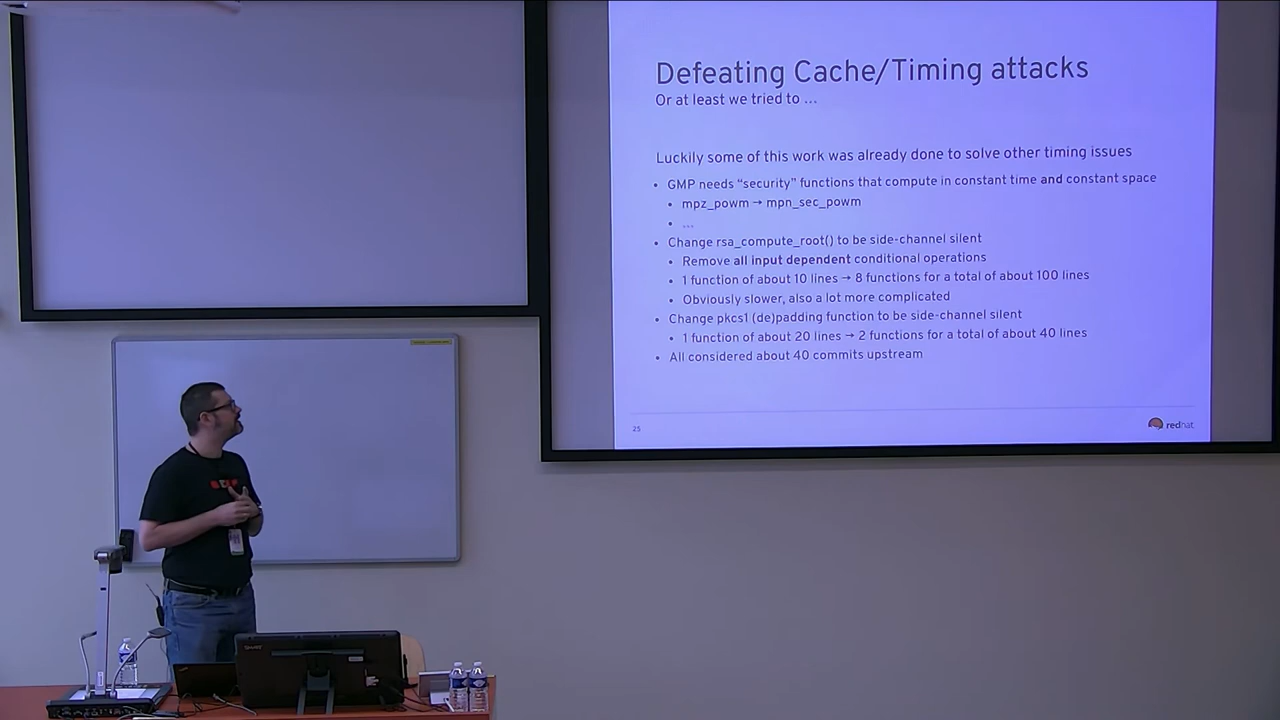 Defeating Cache/Timing attacks
Or at least we tried to ...
Luckily some of this work was already done to solve other timing issues
• GMP needs “security” functions that compute in constant time and constant space
• mpz_powm → mpn_sec_powm
• ...
• Change rsa_compute_root() to be side-channel silent
• Remove all input dependent conditional operations
• 1 function of about 10 lines → 8 functions for a total of about 100 lines
• Obviously slower, also a lot more complicated
• Change pkcs1 (de)padding function to be side-channel silent
• 1 function of about 20 lines → 2 functions for a total of about 40 lines
• All considered about 40 commits upstream
25
redhat